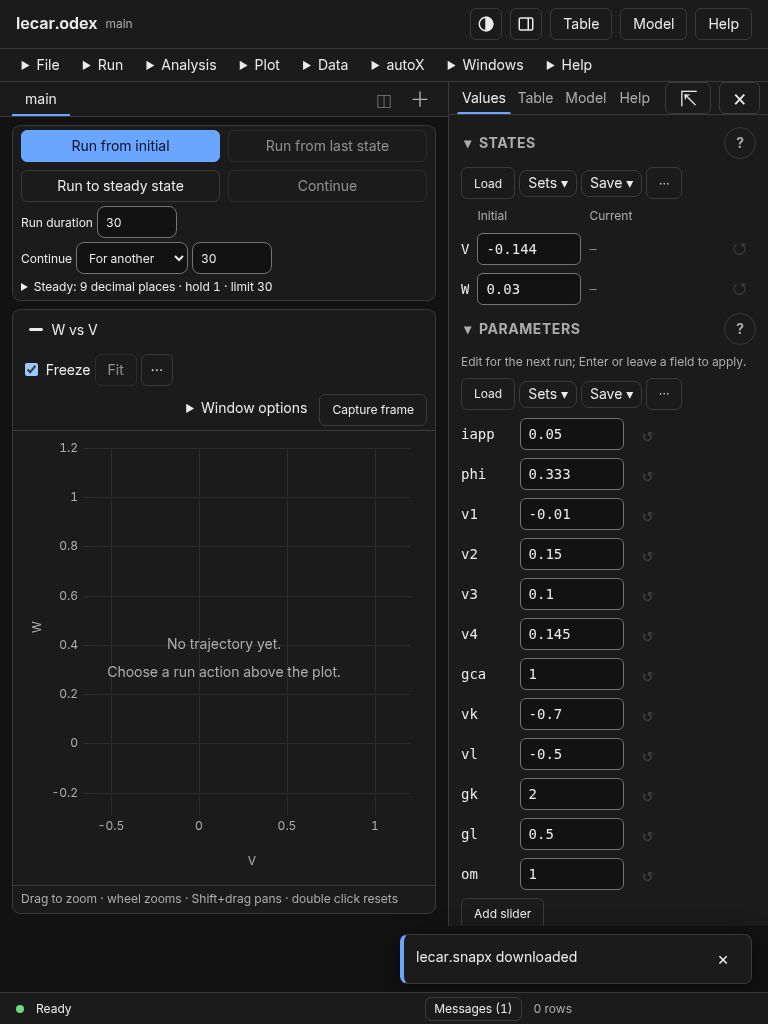 lecar.odex main Table Model Help
File Run Analysis Plot Data autoX Windows Help
main
Run from initial Run from last state
Run to steady state Continue
Run duration 30
Continue For another 30
Steady: 9 decimal places · hold 1 · limit 30
W vs V
Freeze Fit ...
Window options Capture frame
1.2
1
0.8
0.6
0.4
0.2
0
-0.2
W
No trajectory yet.
Choose a run action above the plot.
-0.5 0 0.5 1
V
Drag to zoom · wheel zooms · Shift+drag pans · double click resets
Values Table Model Help
STATES ?
Load Sets ▾ Save ▾ ...
Initial Current
V -0.144 –
W 0.03 –
PARAMETERS ?
Edit for the next run; Enter or leave a field to apply.
Load Sets ▾ Save ▾ ...
iapp 0.05
phi 0.333
v1 -0.01
v2 0.15
v3 0.1
v4 0.145
gca 1
vk -0.7
vl -0.5
gk 2
gl 0.5
om 1
Add slider
lecar.snapx downloaded
Ready Messages (1) 0 rows